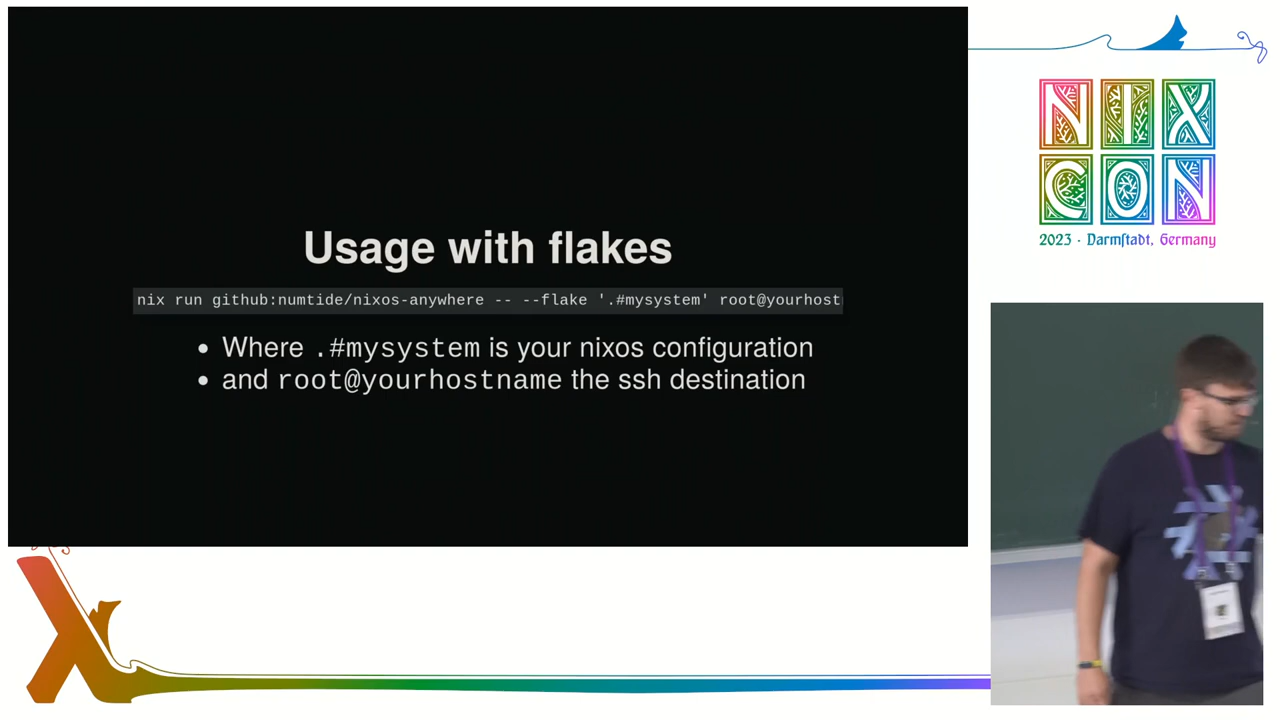 Usage with flakes
nix run github:numtide/nixos-anywhere -- --flake '.#mysystem' root@yourhost
• Where .#mysystem is your nixos configuration
• and root@yourhostname the ssh destination
NIX
CON
2023 · Darmſtadt, Germany